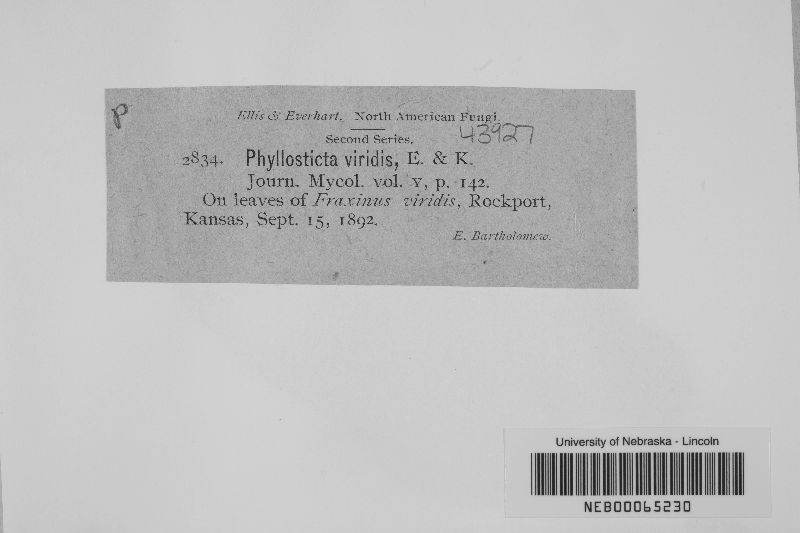 P
Ellis & Everhart. North American Fungi.
Second Series.
43927
2834. Phyllosticta viridis, E. & K.
Journ. Mycol. vol. v, p. 142.
On leaves of Fraxinus viridis, Rockport,
Kansas, Sept. 15, 1892.
E. Bartholomew.
University of Nebraska - Lincoln
NEB00065230